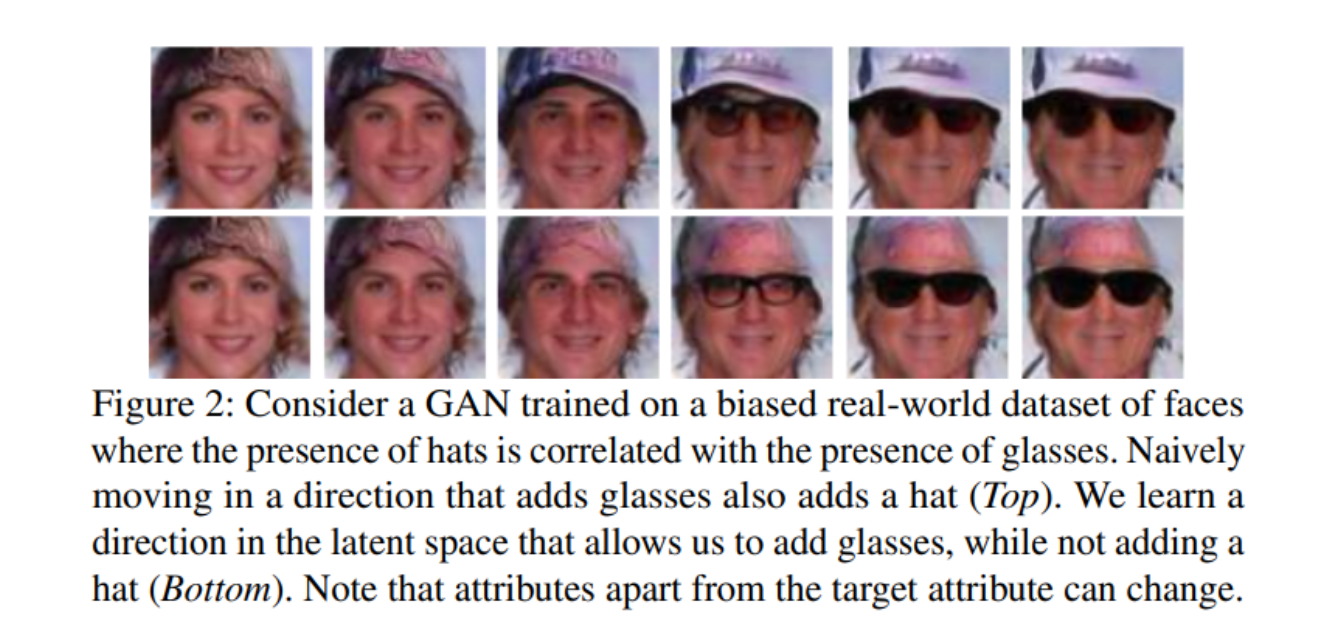 Figure 2: Consider a GAN trained on a biased real-world dataset of faces
where the presence of hats is correlated with the presence of glasses. Naively
moving in a direction that adds glasses also adds a hat (Top). We learn a
direction in the latent space that allows us to add glasses, while not adding a
hat (Bottom). Note that attributes apart from the target attribute can change.